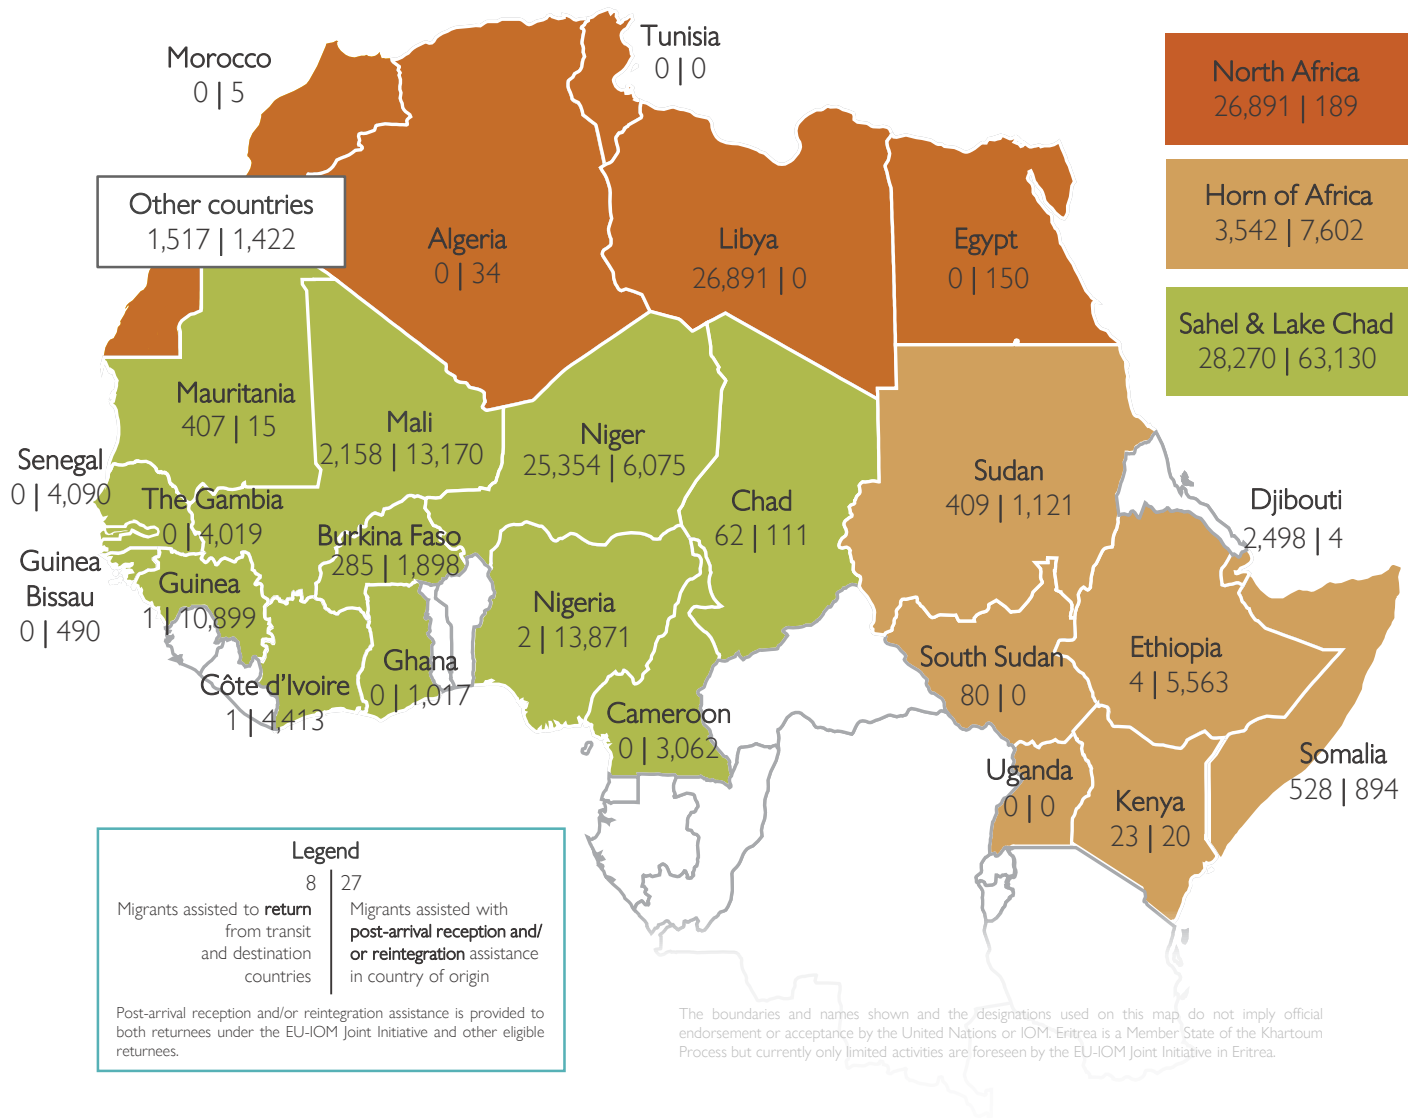 Morocco
0 | 5
Tunisia
0 | 0
North Africa
26,891 | 189
Horn of Africa
3,542 | 7,602
Sahel & Lake Chad
28,270 | 63,130
Other countries
1,517 | 1,422
Algeria
0 | 34
Libya
26,891 | 0
Egypt
0 | 150
Mauritania
407 | 15
Mali
2,158 | 13,170
Niger
25,354 | 6,075
Chad
62 | 111
Sudan
409 | 1,121
Djibouti
2,498 | 4
Senegal
0 | 4,090
The Gambia
0 | 4,019
Burkina Faso
285 | 1,898
Guinea
Bissau
0 | 490
Guinea
1 | 10,899
Nigeria
2 | 13,871
Ghana
0 | 1,017
Côte d'Ivoire
1 | 4,413
Cameroon
0 | 3,062
South Sudan
80 | 0
Ethiopia
4 | 5,563
Uganda
0 | 0
Kenya
23 | 20
Somalia
528 | 894
Legend
8 | 27
Migrants assisted to return
from transit
and destination
countries
Migrants assisted with
post-arrival reception and/
or reintegration assistance
in country of origin
Post-arrival reception and/or reintegration assistance is provided to
both returnees under the EU-IOM Joint Initiative and other eligible
returnees.
The boundaries and names shown and the designations used on this map do not imply official
endorsement or acceptance by the United Nations or IOM. Eritrea is a Member State of the Khartoum
Process but currently only limited activities are foreseen by the EU-IOM Joint Initiative in Eritrea.